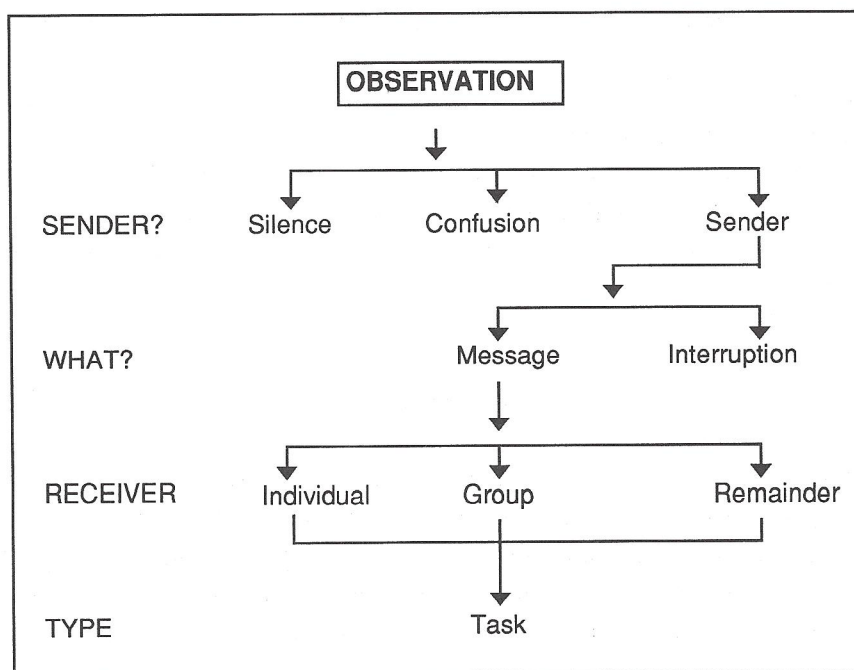 OBSERVATION
SENDER? Silence Confusion Sender
WHAT? Message Interruption
RECEIVER Individual Group Remainder
TYPE Task